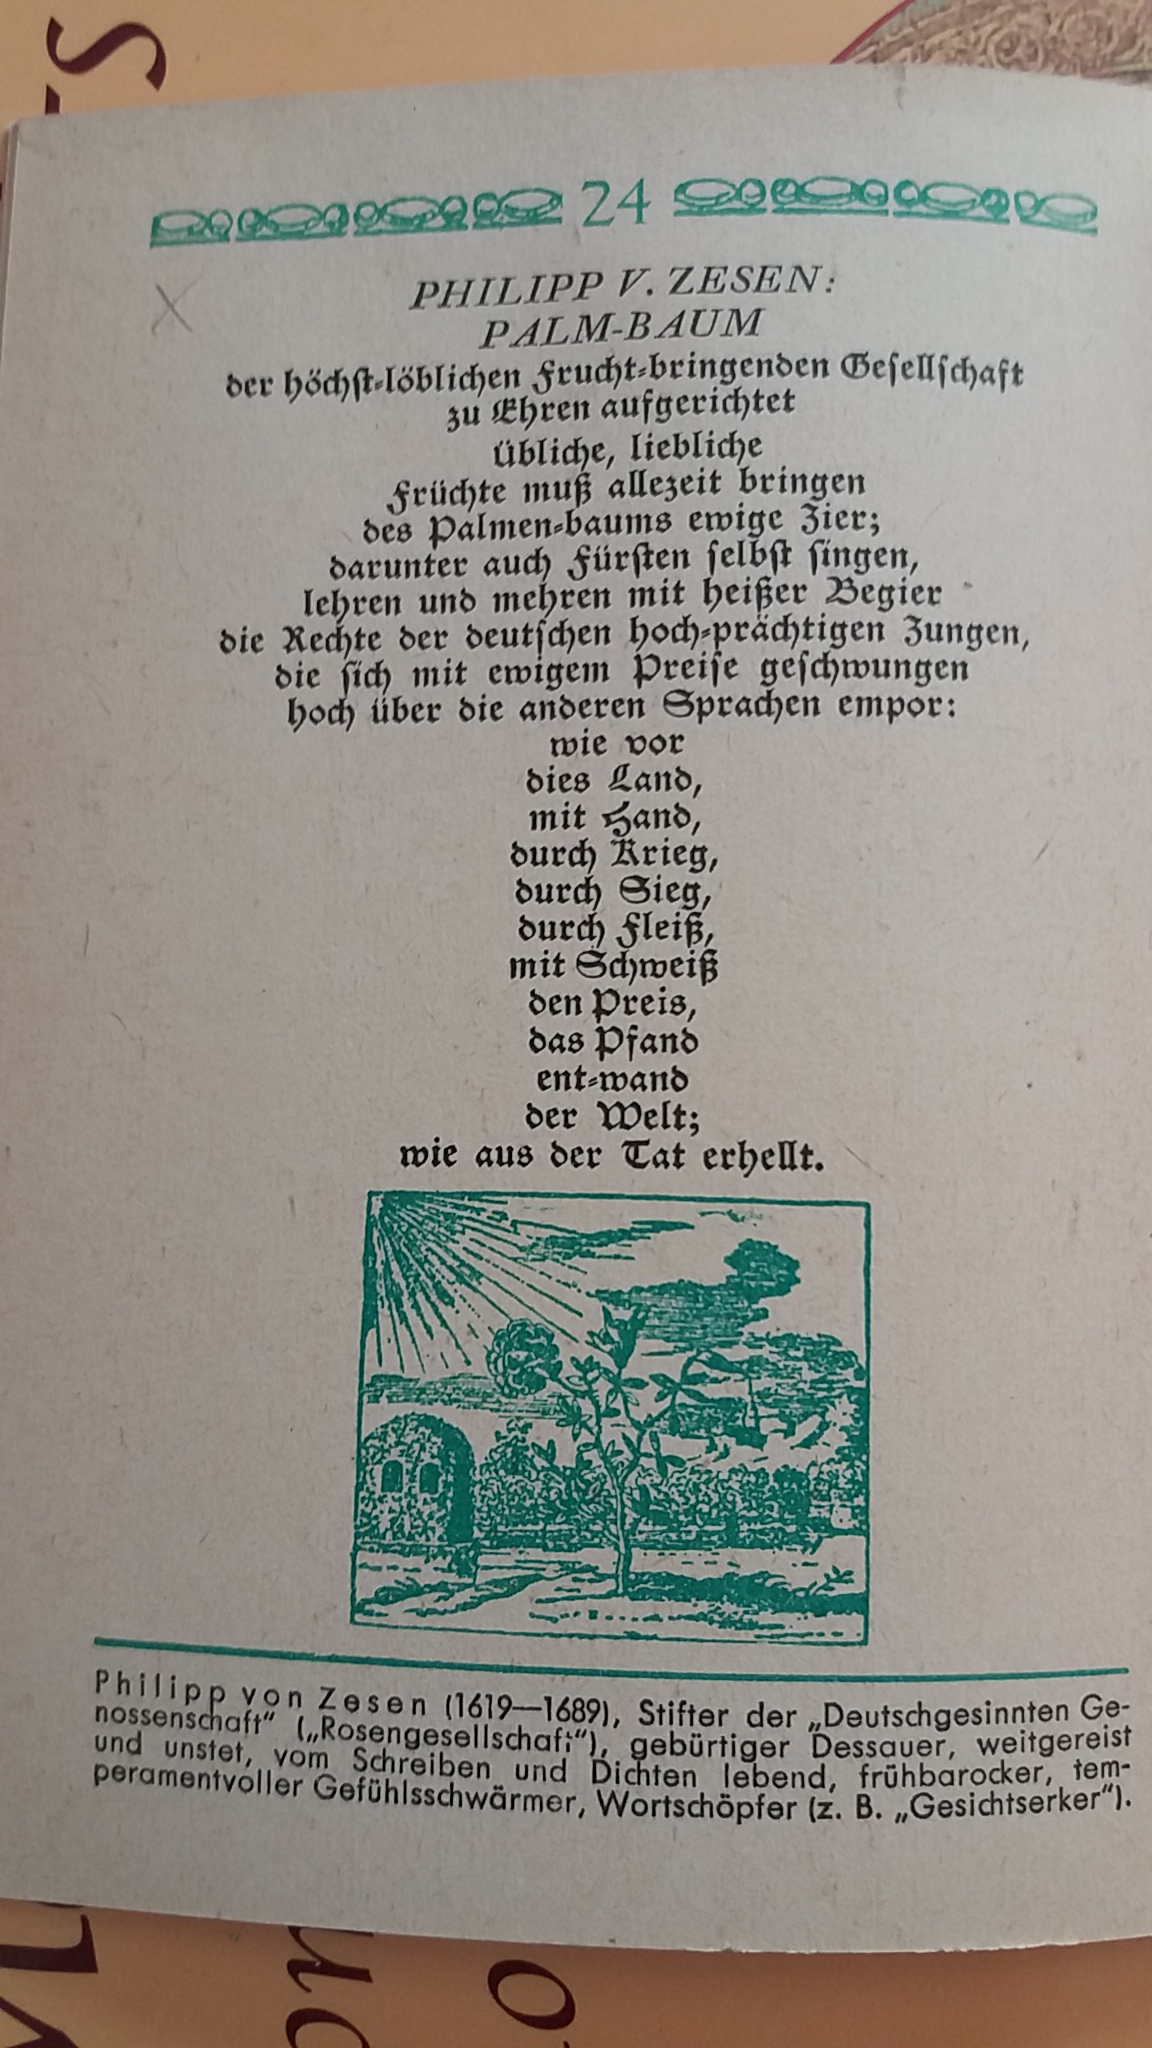 24
PHILIPP V. ZESEN:
PALM-BAUM
der höchst-löblichen Frucht-bringenden Gesellschaft
zu Ehren aufgerichtet
übliche, liebliche
Früchte muß allezeit bringen
des Palmen-baums ewige Zier;
darunter auch Fürsten selbst singen,
lehren und mehren mit heißer Begier
die Rechte der deutschen hoch-prächtigen Zungen,
die sich mit ewigem Preise geschwungen
hoch über die anderen Sprachen empor:
wie vor
dies Land,
mit Hand,
durch Krieg,
durch Sieg,
durch Fleiß,
mit Schweiß
den Preis,
das Pfand
ent-wand
der Welt;
wie aus der Tat erhellt.
Philipp von Zesen (1619—1689), Stifter der „Deutschgesinnten Ge-
nossenschaft“ („Rosengesellschaft“), gebürtiger Dessauer, weitgereist
und unstet, vom Schreiben und Dichten lebend, frühbarocker, tem-
peramentvoller Gefühlsschwärmer, Wortschöpfer (z. B. „Gesichtserker“).